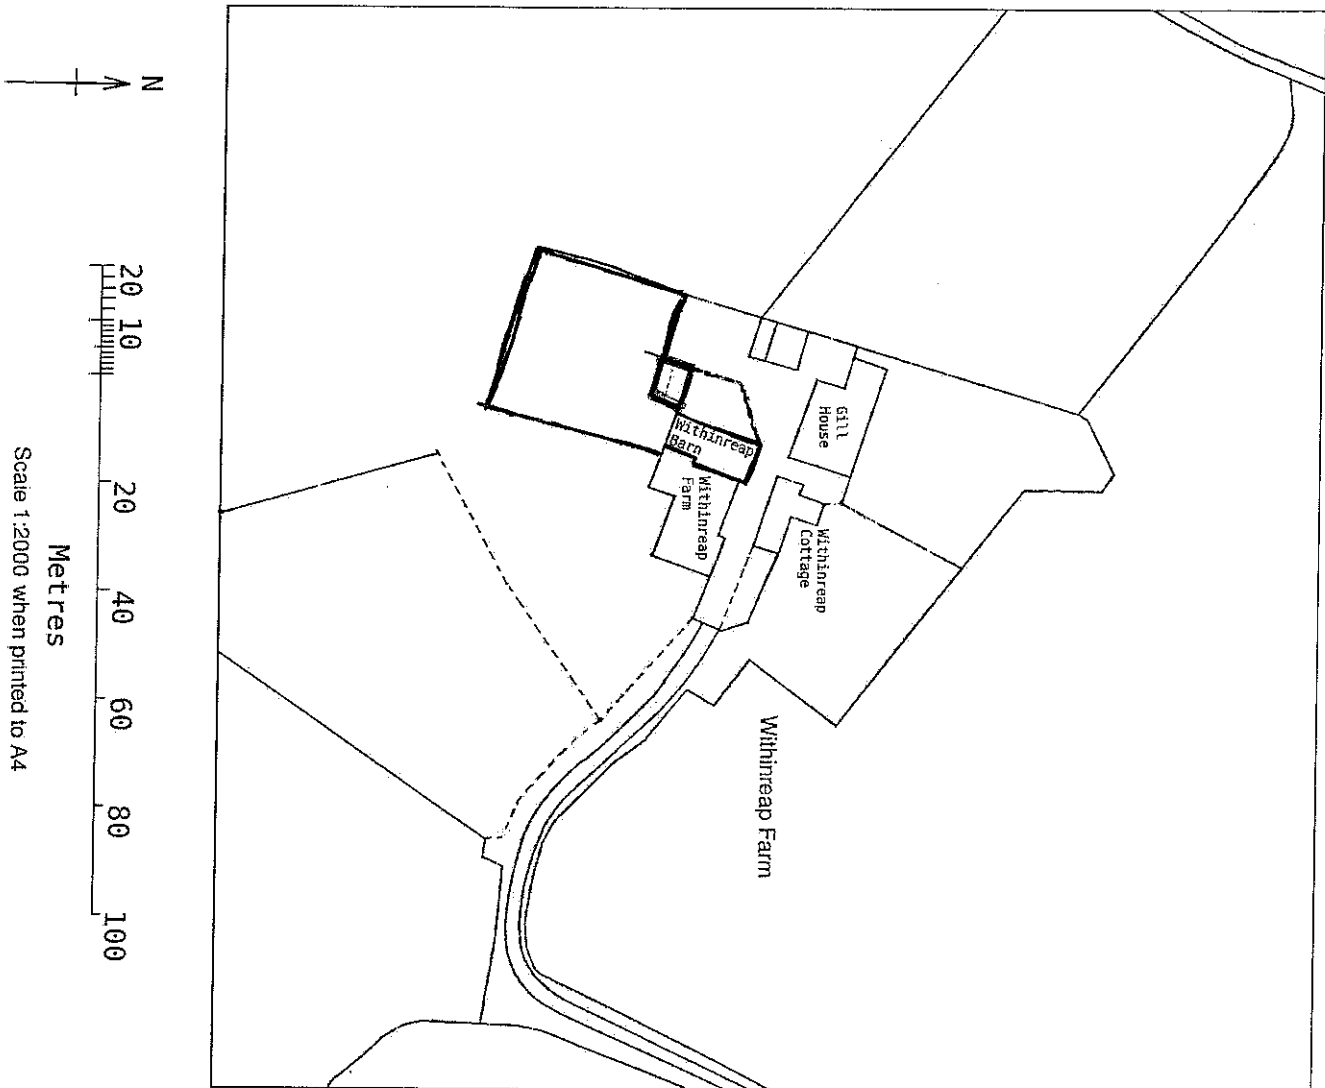 N
Gill
House
Withinreap
Barn
Withinreap
Farm
Withinreap
Cottage
Withinreap Farm
20 10 20 40 60 80 100
Metres
Scale 1:2000 when printed to A4